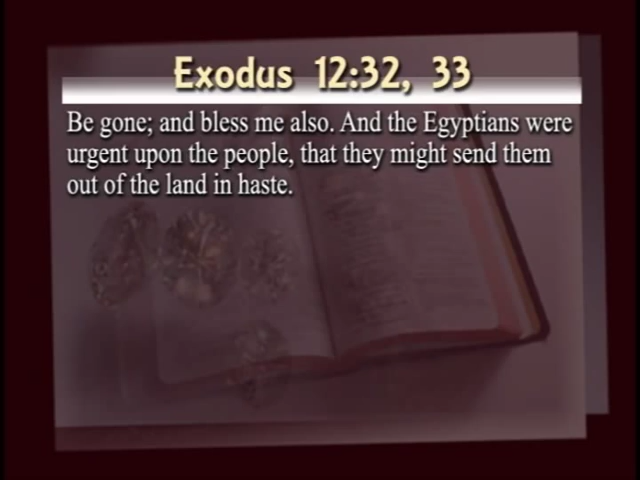 Exodus 12:32, 33
Be gone; and bless me also. And the Egyptians were
urgent upon the people, that they might send them
out of the land in haste.